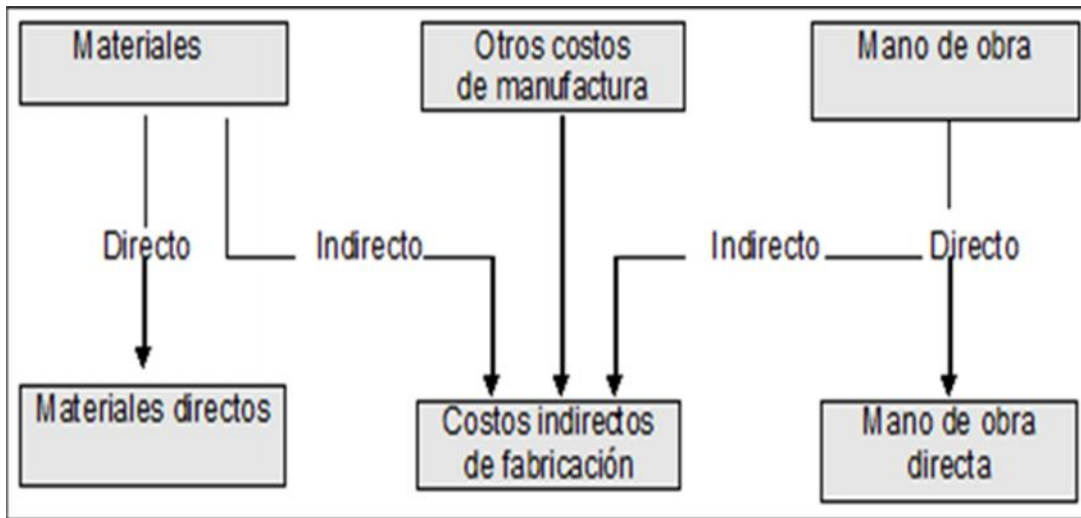 Materiales
Otros costos
de manufactura
Mano de obra
Directo
Indirecto
Indirecto
Directo
Materiales directos
Costos indirectos
de fabricación
Mano de obra
directa